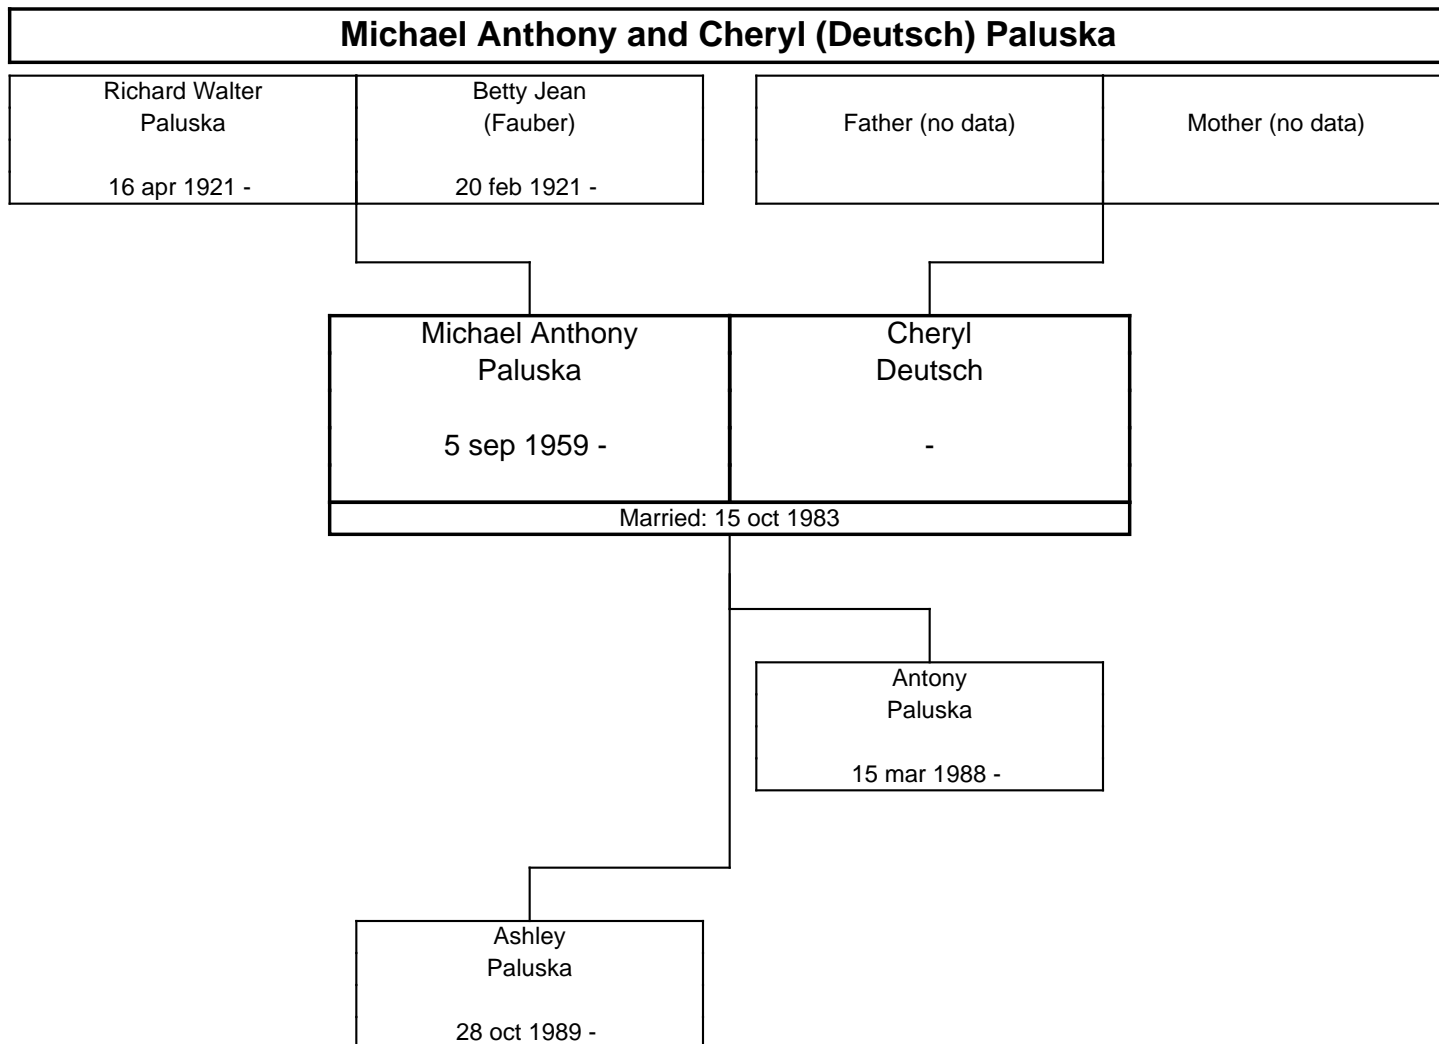 Michael Anthony and Cheryl (Deutsch) Paluska
Richard Walter
Paluska
16 apr 1921 -
Betty Jean
(Fauber)
20 feb 1921 -
Father (no data)
Mother (no data)
Michael Anthony
Paluska
5 sep 1959 -
Cheryl
Deutsch
-
Married: 15 oct 1983
Antony
Paluska
15 mar 1988 -
Ashley
Paluska
28 oct 1989 -